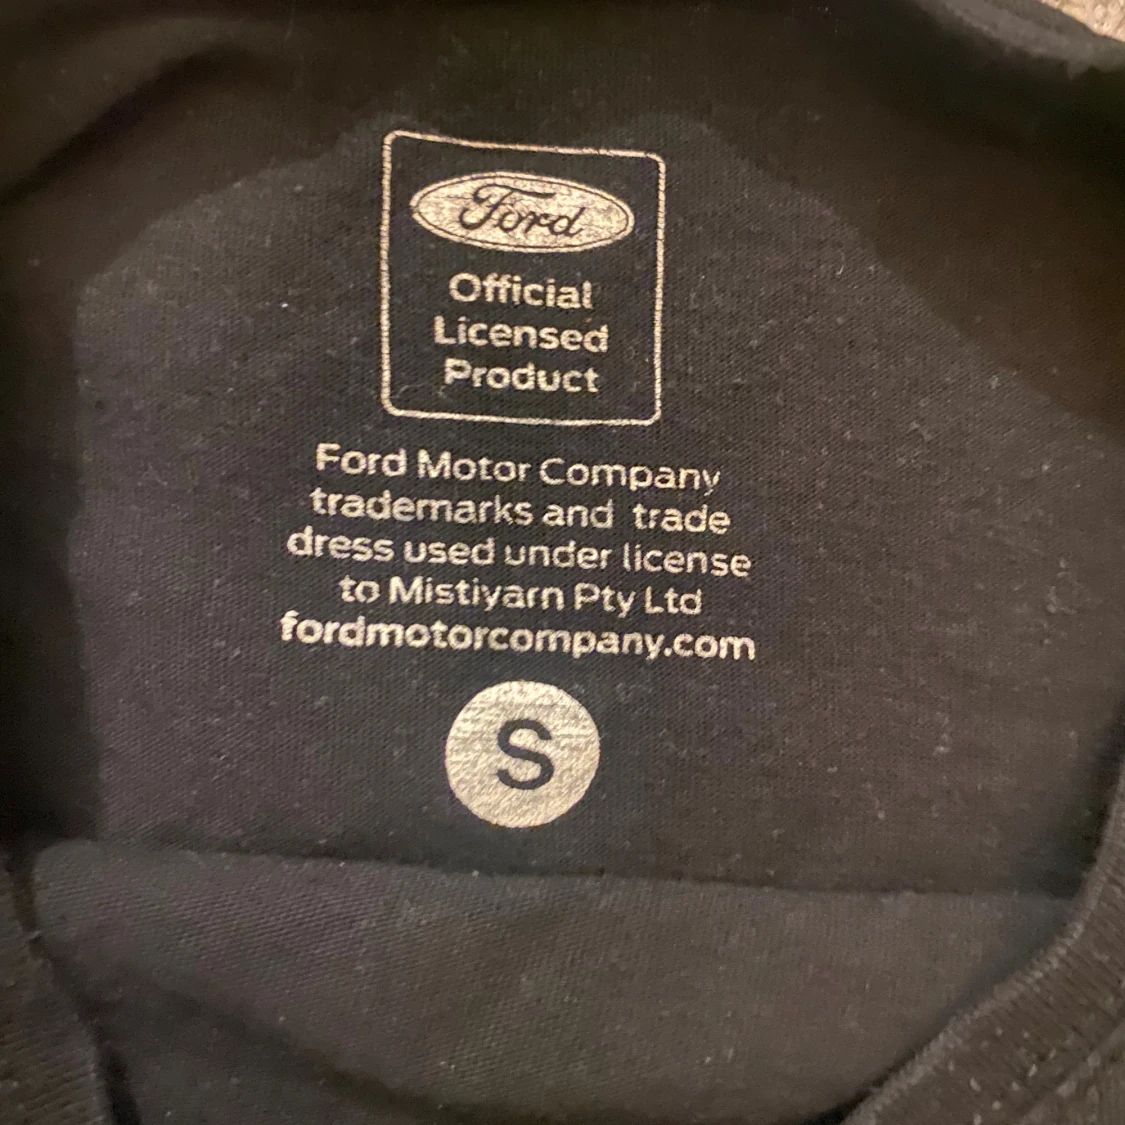 Ford
Official
Licensed
Product
Ford Motor Company
trademarks and trade
dress used under license
to Mistiyarn Pty Ltd
fordmotorcompany.com
S